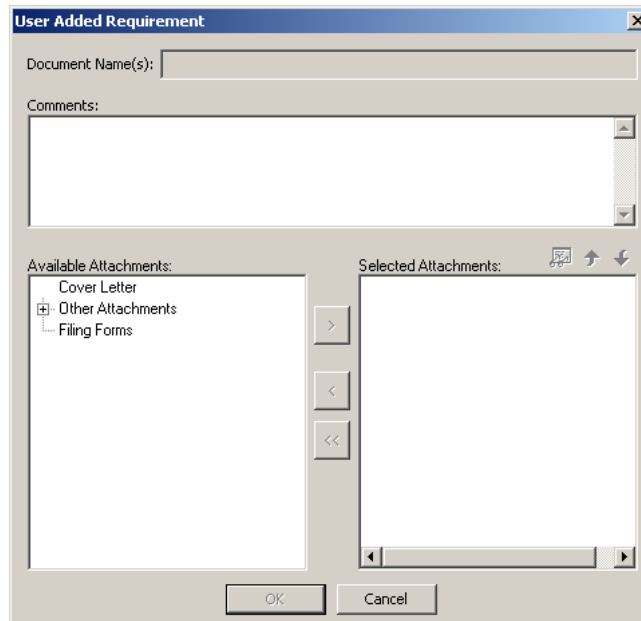 User Added Requirement
Document Name(s):
Comments:
Available Attachments:
Selected Attachments:
Cover Letter
Other Attachments
Filing Forms
>
<
<<
OK
Cancel